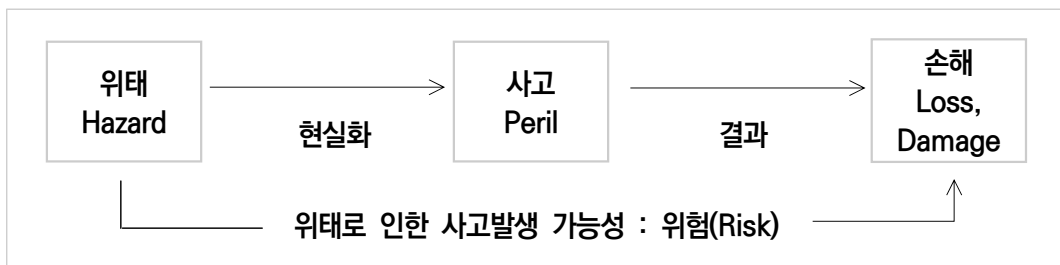 위태
Hazard
현실화
사고
Peril
결과
손해
Loss,
Damage
위태로 인한 사고발생 가능성 : 위험(Risk)